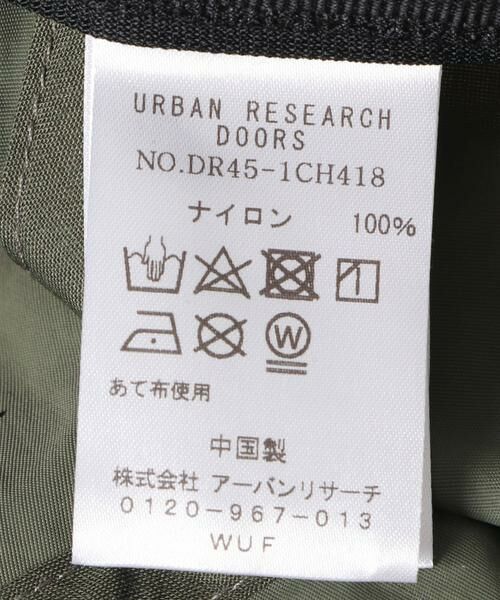 URBAN RESEARCH
DOORS
NO.DR45-1CH418
ナイロン 100%
W
あて布使用
中国製
株式会社 アーバンリサーチ
0120-967-013
WUF